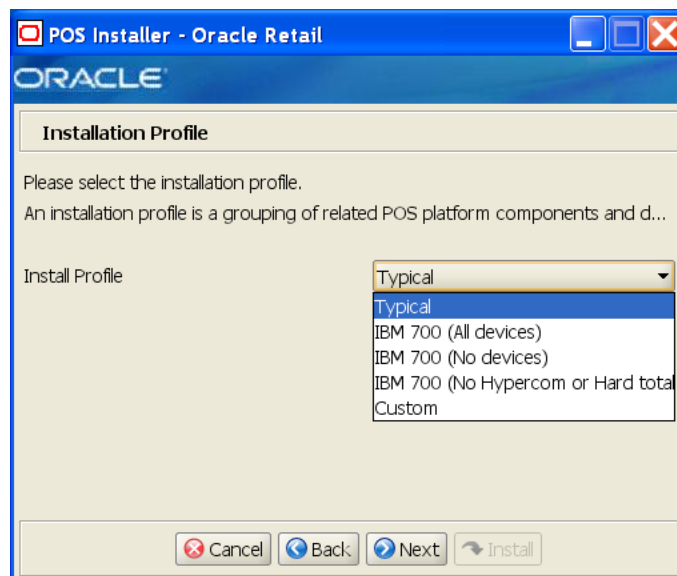 POS Installer - Oracle Retail
ORACLE
Installation Profile
Please select the installation profile.
An installation profile is a grouping of related POS platform components and d...
Install Profile
Typical
Typical
IBM 700 (All devices)
IBM 700 (No devices)
IBM 700 (No Hypercom or Hard total
Custom
Cancel Back Next Install